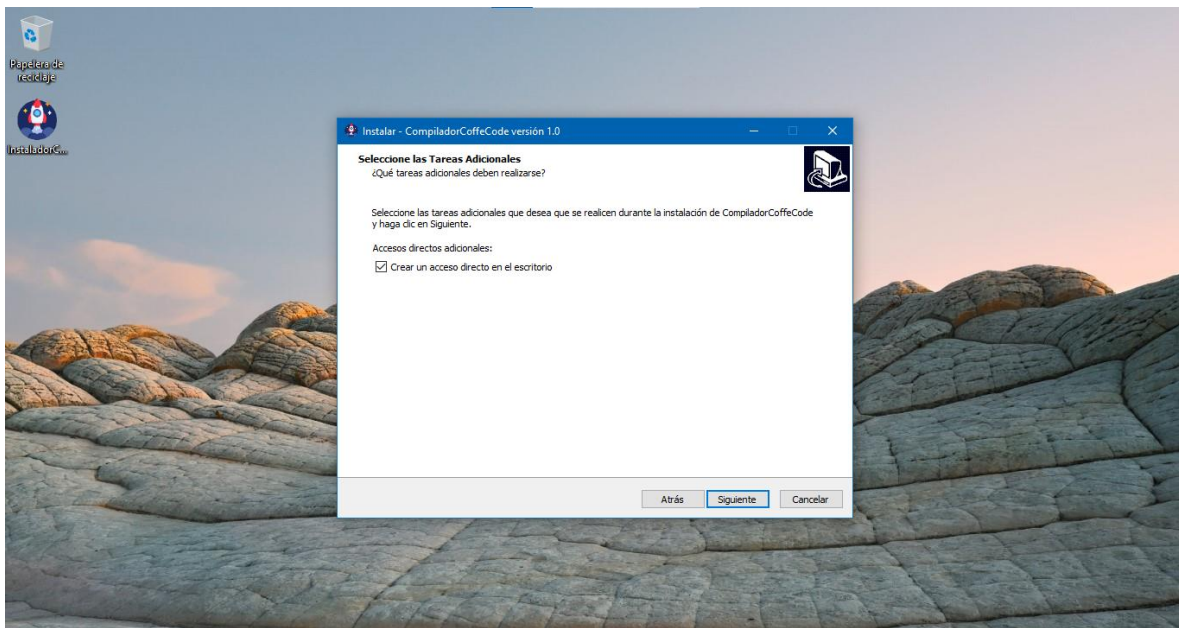 Papelera de
reciclaje
InstaladorC...
Instalar - CompiladorCoffeCode versión 1.0
Seleccione las Tareas Adicionales
¿Qué tareas adicionales deben realizarse?
Seleccione las tareas adicionales que desea que se realicen durante la instalación de CompiladorCoffeCode
y haga clic en Siguiente.
Accesos directos adicionales:
Crear un acceso directo en el escritorio
Atrás
Siguiente
Cancelar